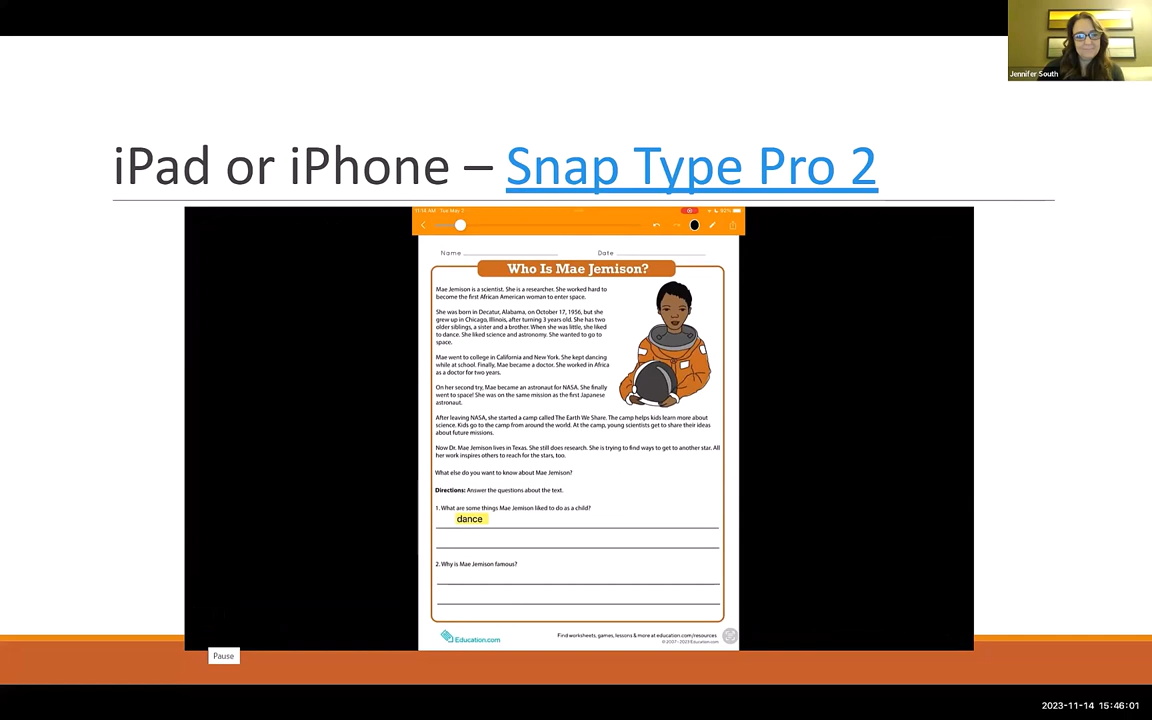 Jennifer South
iPad or iPhone – Snap Type Pro 2
11:14 AM Tue May 2
Name
Date
Who Is Mae Jemison?
Mae Jemison is a scientist. She is a researcher. She worked hard to
become the first African American woman to enter space.
She was born in Decatur, Alabama, on October 17, 1956, but she
grew up in Chicago, Illinois, after turning 3 years old. She has two
older siblings, a sister and a brother. When she was little, she liked
to dance. She liked science and astronomy. She wanted to go to
space.
Mae went to college in California and New York. She kept dancing
while at school. Finally, Mae became a doctor. She worked in Africa
as a doctor for two years.
On her second try, Mae became an astronaut for NASA. She finally
went to space! She was on the same mission as the first Japanese
astronaut.
After leaving NASA, she started a camp called The Earth We Share. The camp helps kids learn more about
science. Kids go to the camp from around the world. At the camp, young scientists get to share their ideas
about future missions.
Now Dr. Mae Jemison lives in Texas. She still does research. She is trying to find ways to get to another star. All
her work inspires others to reach for the stars, too.
What else do you want to know about Mae Jemison?
Directions: Answer the questions about the text.
1. What are some things Mae Jemison liked to do as a child?
dance
2. Why is Mae Jemison famous?
Education.com
Find worksheets, games, lessons & more at education.com/resources
© 2007 - 2023 Education.com
Pause
2023-11-14 15:46:01